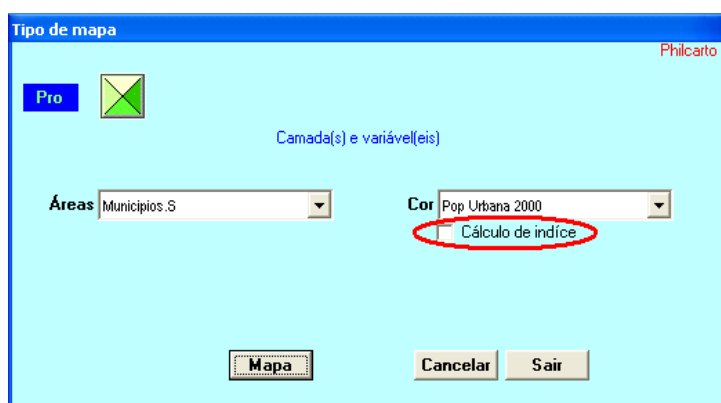 Tipo de mapa
Philcarto
Pro
Camada(s) e variável(eis)
Áreas Municipios.S Cor Pop Urbana 2000
Cálculo de indíce
Mapa Cancelar Sair